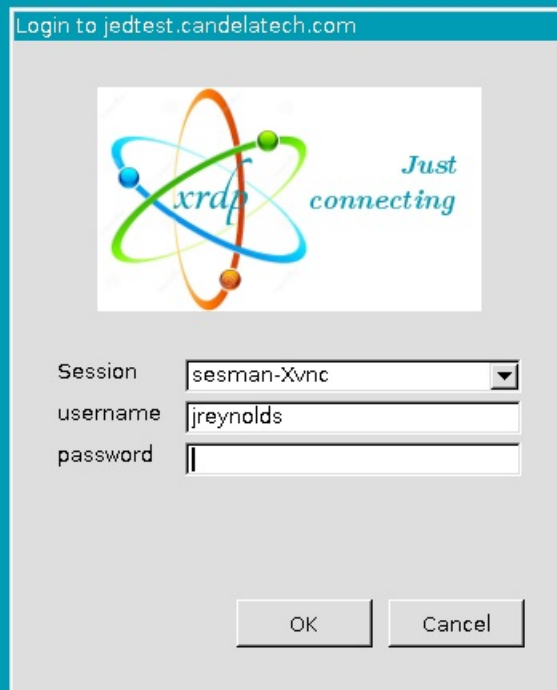 Login to jedtest.candelatech.com
xrdp
Just
connecting
Session
sesman-Xvnc
username
jreynolds
password
OK
Cancel